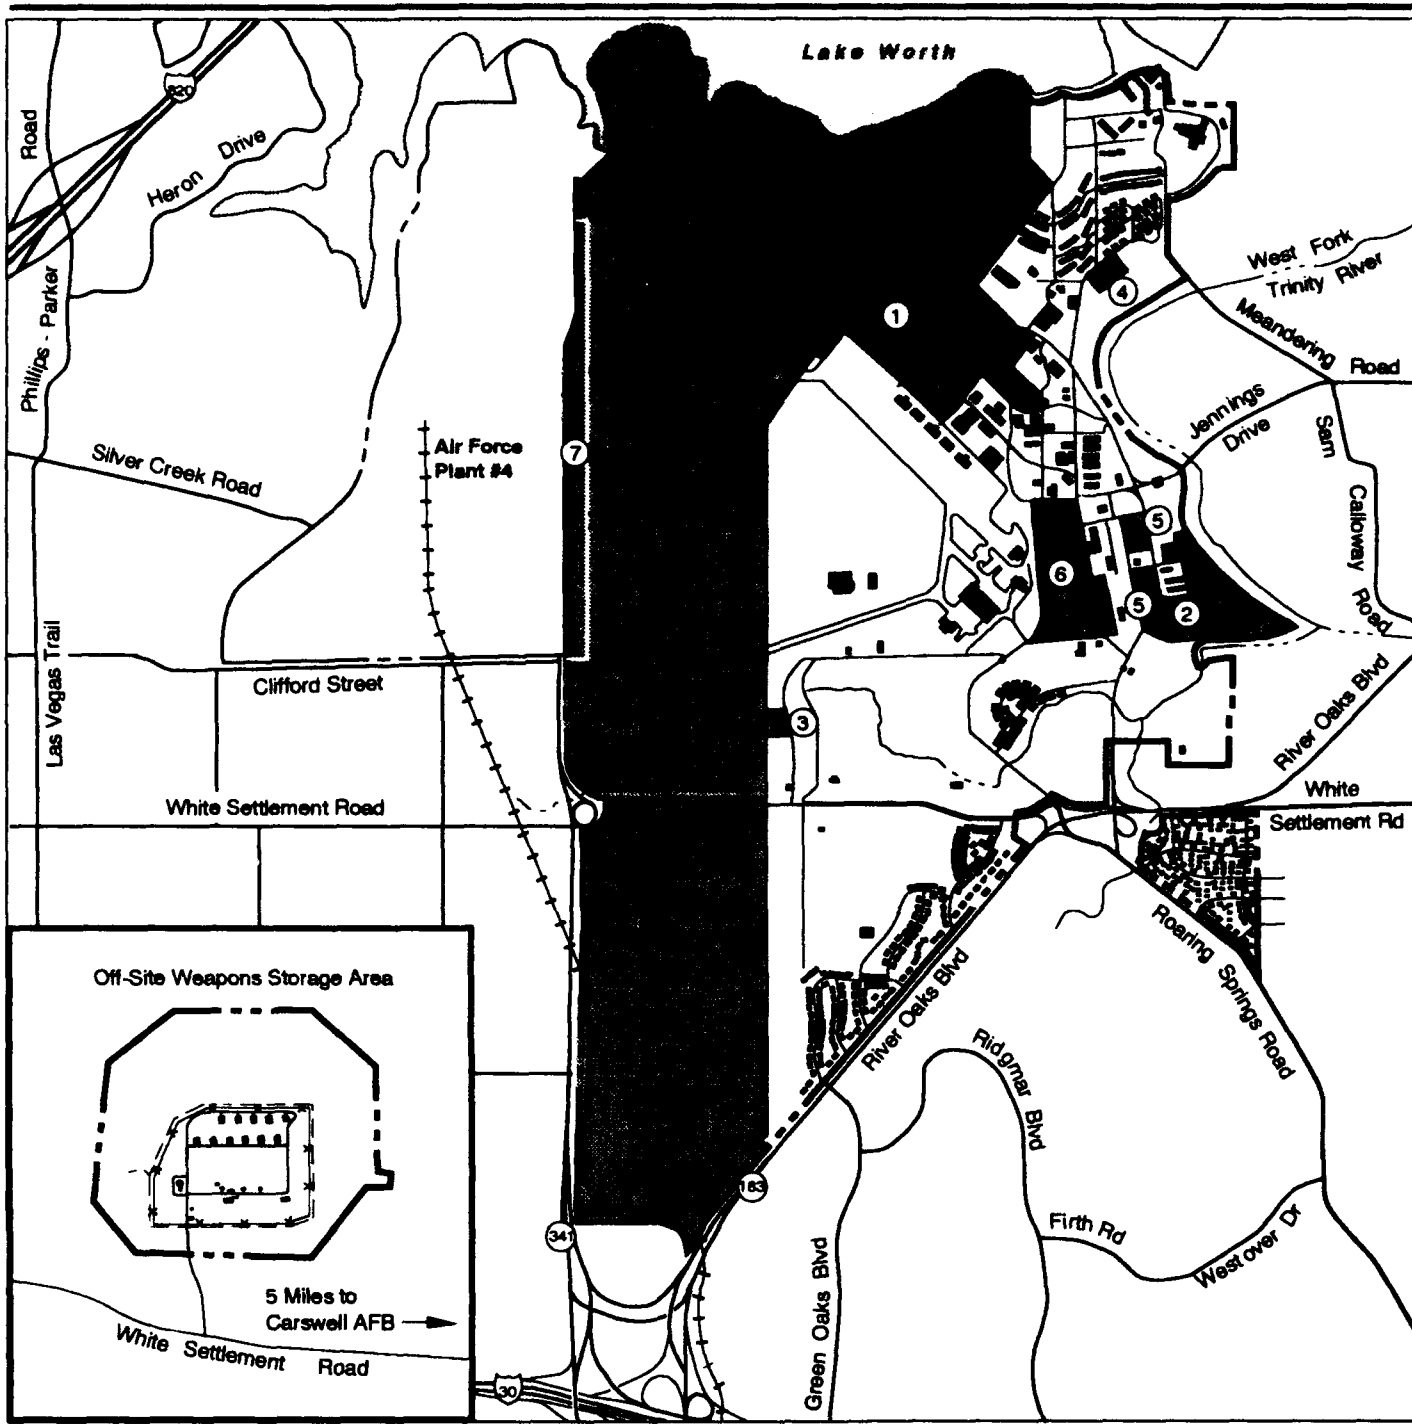 Lake Worth
820
Road
Heron Drive
West Fork
Trinity River
4
1
Phillips - Parker
Meandering
Road
Jennings
Drive
Sam
Calloway
Road
Air Force
Plant #4
7
Silver Creek Road
5
6
5
2
Las Vegas Trail
Clifford Street
3
River Oaks Blvd
White Settlement Road
White
Settlement Rd
Roaring Springs Road
River Oaks Blvd
Off-Site Weapons Storage Area
Ridgmar Blvd
183
341
Firth Rd
Westover Dr
Green Oaks Blvd
5 Miles to
Carswell AFB
White Settlement Road
30